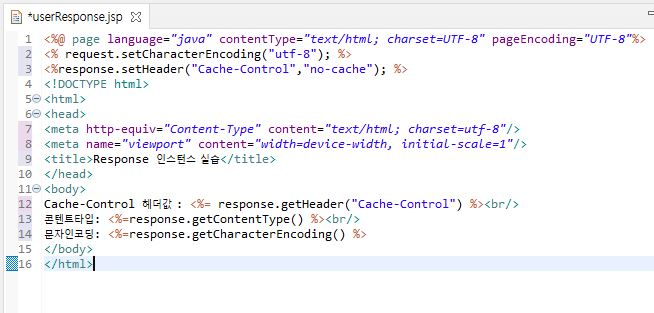 *userResponse.jsp
1 <%@ page language="java" contentType="text/html; charset=UTF-8" pageEncoding="UTF-8"%>
2 <% request.setCharacterEncoding("utf-8"); %>
3 <%response.setHeader("Cache-Control","no-cache"); %>
4 <!DOCTYPE html>
5 <html>
6 <head>
7 <meta http-equiv="Content-Type" content="text/html; charset=utf-8"/>
8 <meta name="viewport" content="width=device-width, initial-scale=1"/>
9 <title>Response 인스턴스 실습</title>
10 </head>
11 <body>
12 Cache-Control 헤더값 : <%= response.getHeader("Cache-Control") %><br/>
13 콘텐트타입: <%=response.getContentType() %><br/>
14 문자인코딩: <%=response.getCharacterEncoding() %>
15 </body>
16 </html>